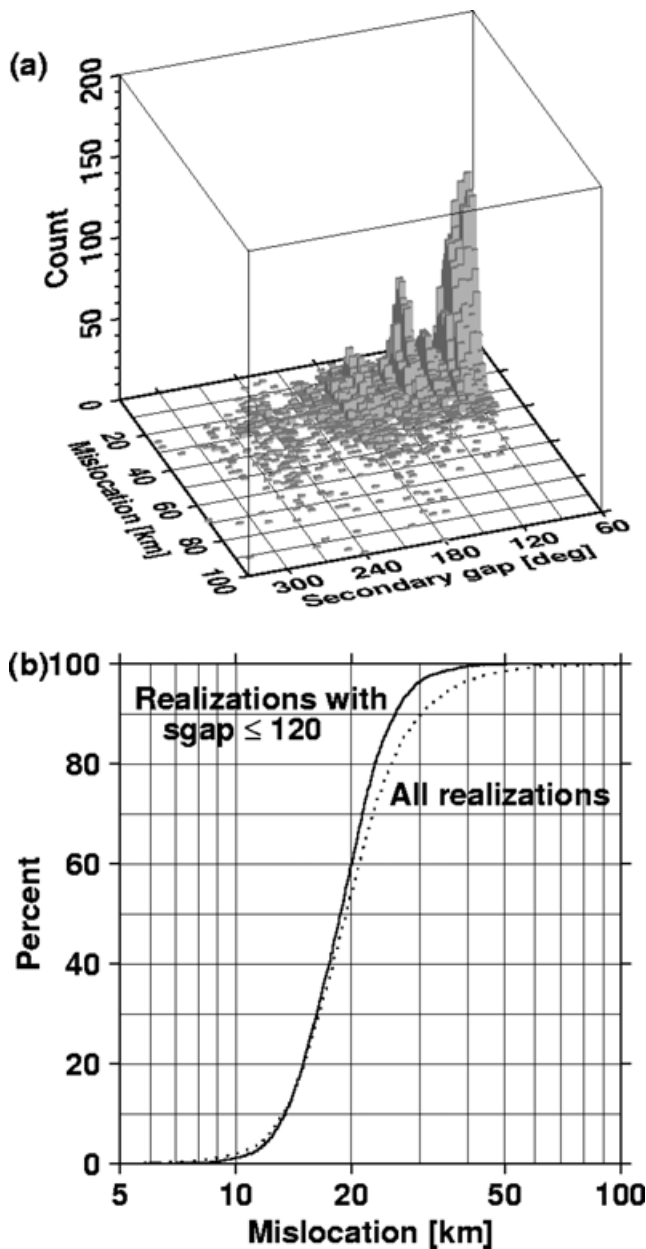 (a)
200
150
100
50
0
Count
20
40
60
80
100
Mislocation [km]
300
240
180
120
60
Secondary gap [deg]
(b)
100
80
60
40
20
0
Percent
Realizations with
sgap ≤ 120
All realizations
5
10
20
50
100
Mislocation [km]